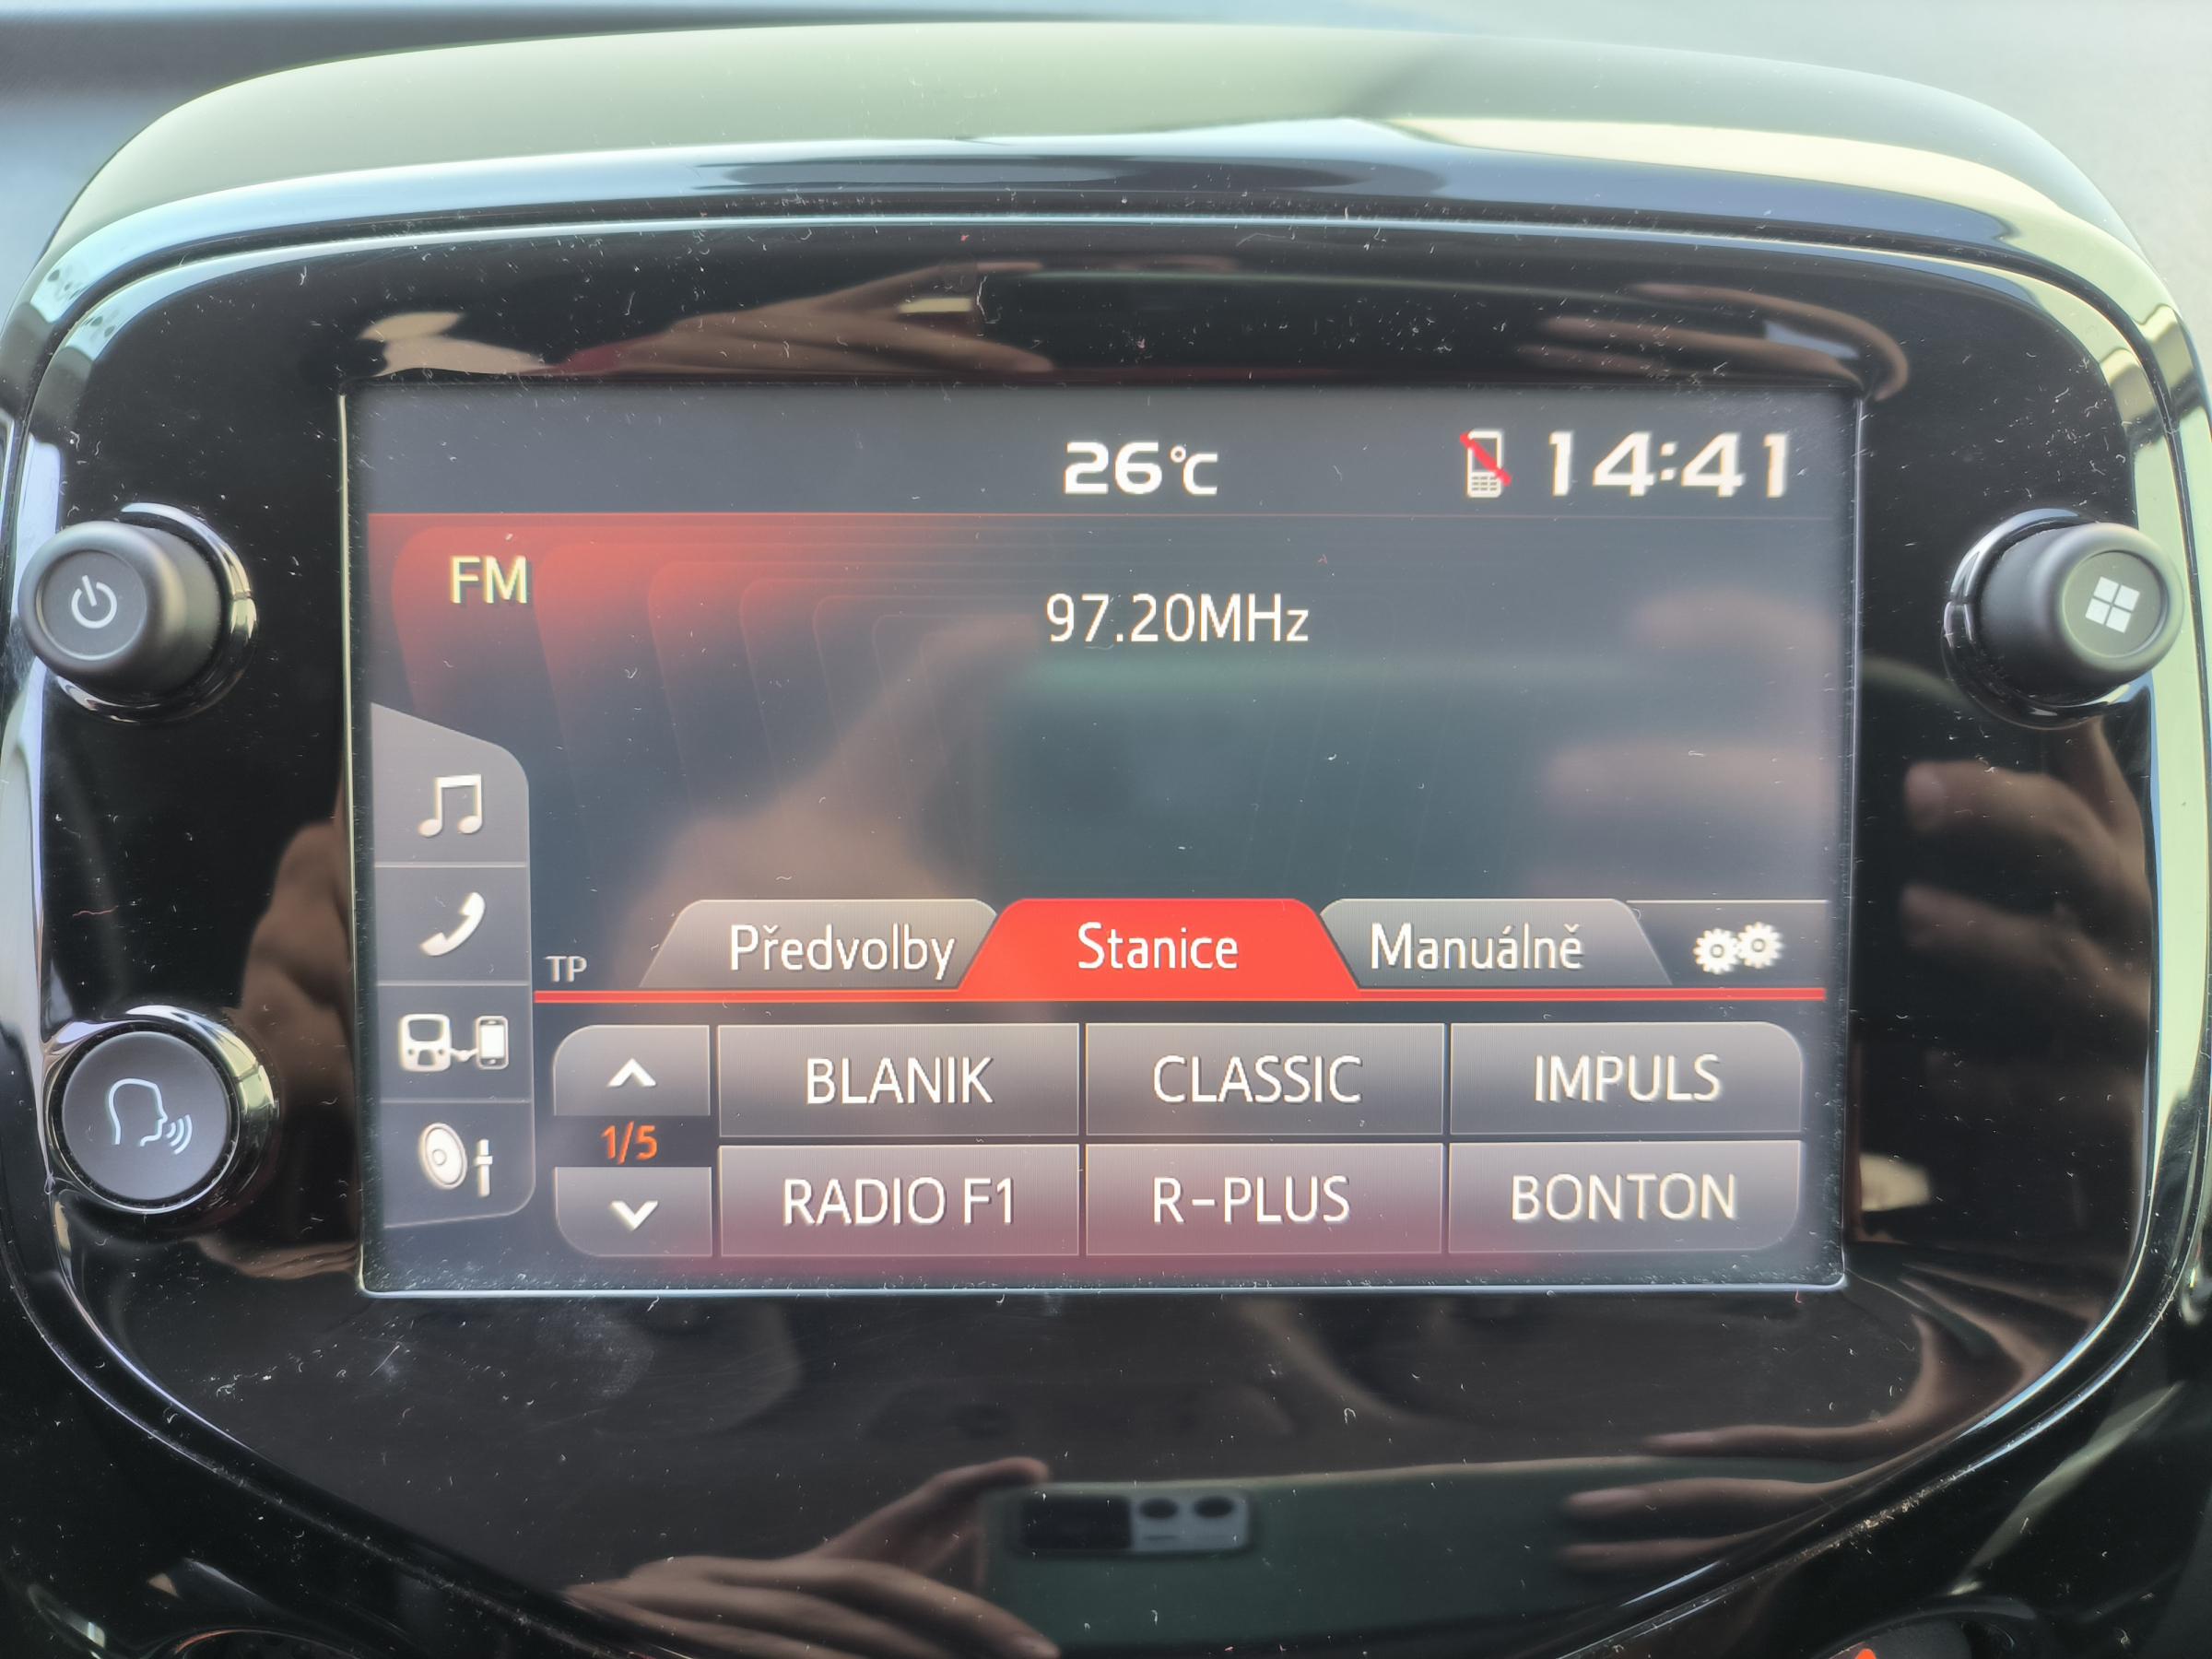 26°C 14:41
FM
97.20MHz
TP Předvolby Stanice Manuálně
BLANIK CLASSIC IMPULS
1/5
RADIO F1 R-PLUS BONTON